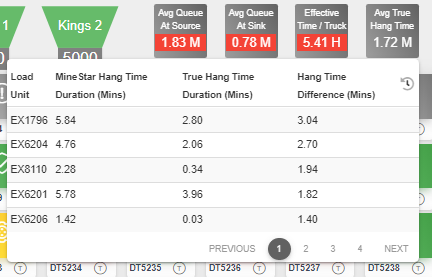 1
Kings 2
5000
Avg Queue
At Source
1.83 M
Avg Queue
At Sink
0.78 M
Effective
Time / Truck
5.41 H
Avg True
Hang Time
1.72 M
Load
Unit
MineStar Hang Time
Duration (Mins)
True Hang Time
Duration (Mins)
Hang Time
Difference (Mins)
EX1796 5.84 2.80 3.04
EX6204 4.76 2.06 2.70
EX8110 2.28 0.34 1.94
EX6201 5.78 3.96 1.82
EX6206 1.42 0.03 1.40
PREVIOUS 1 2 3 4 NEXT
DT5234 T DT5235 T DT5236 T DT5237 T DT5238 T